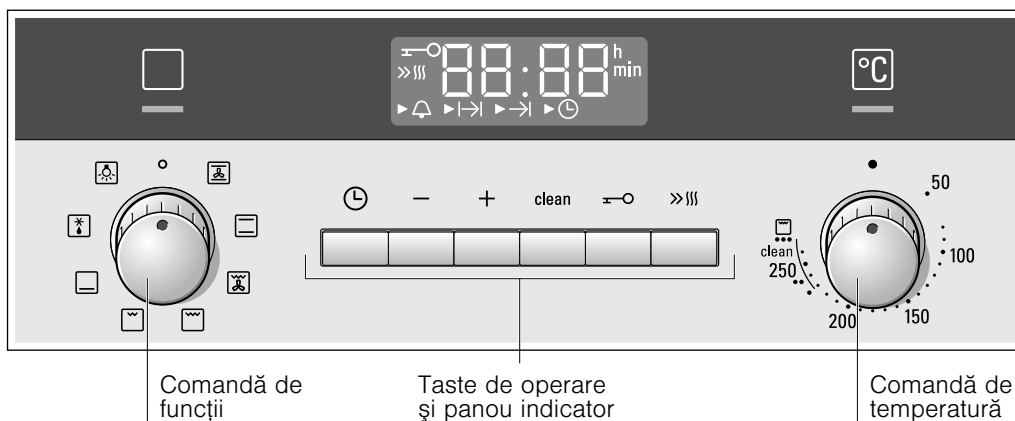 88:88 h
min
°C
clean
50
100
150
200
250
clean
Comandă de
funcţii
Taste de operare
şi panou indicator
Comandă de
temperatură